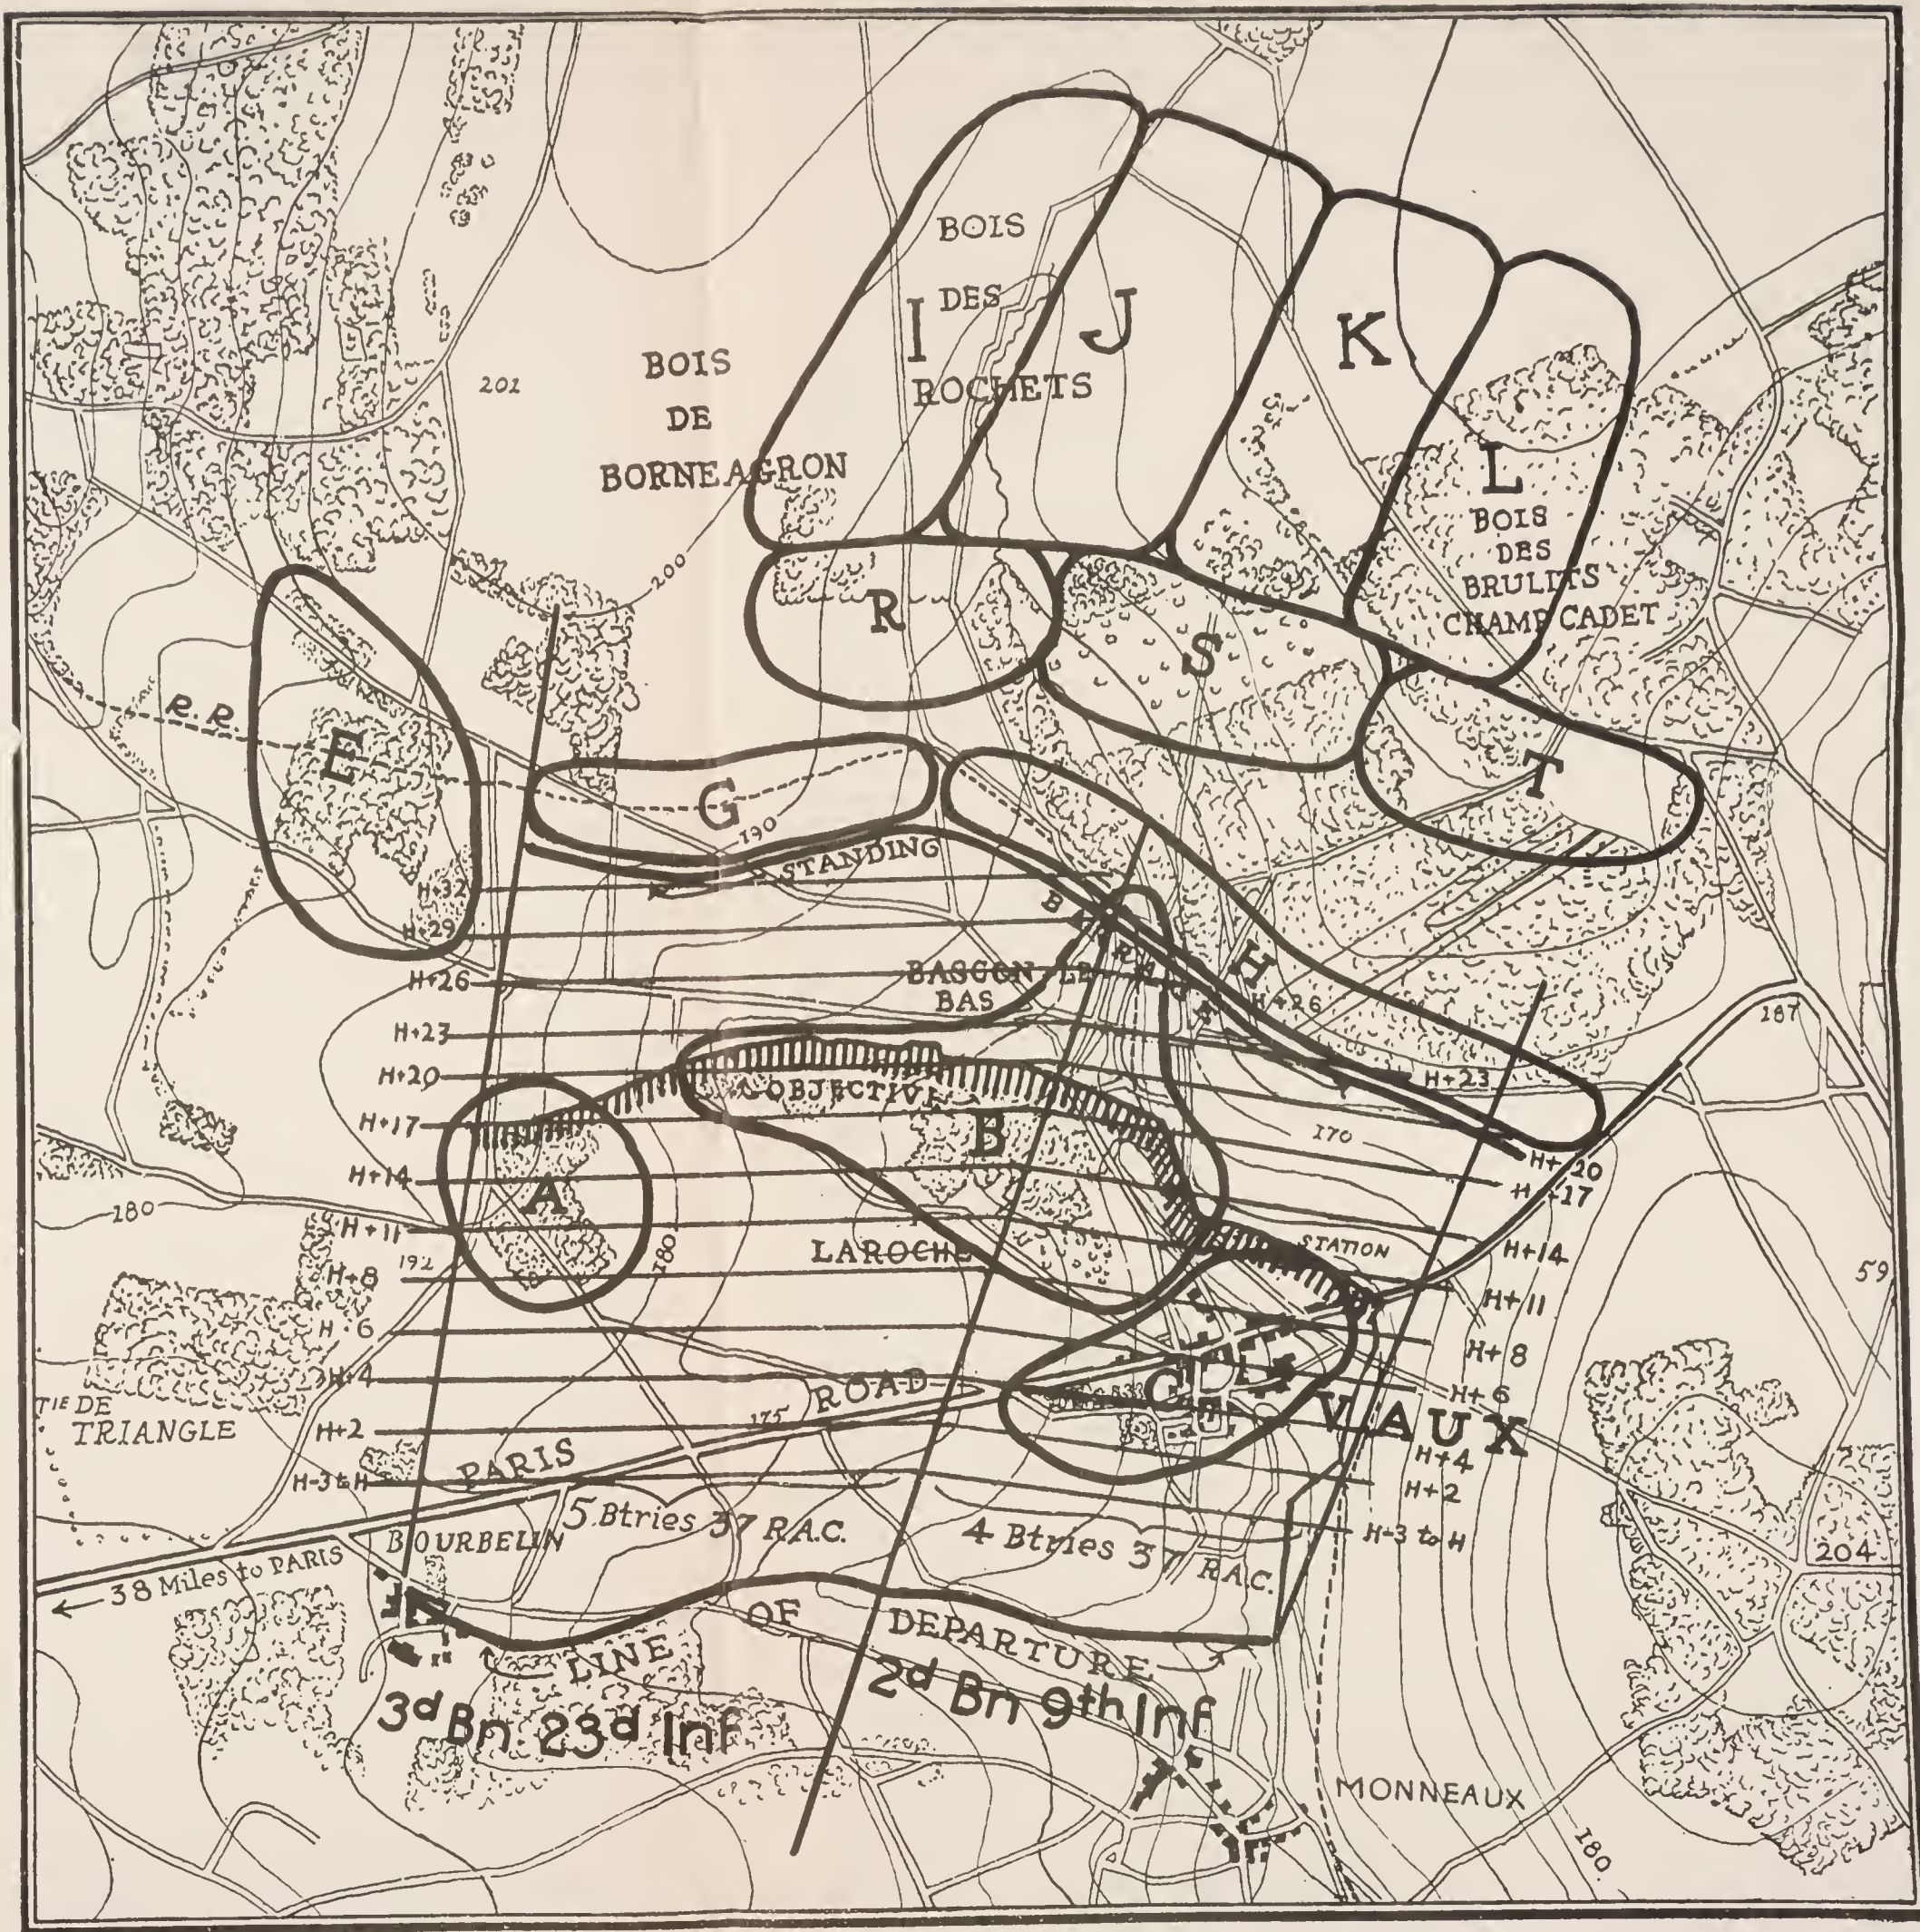 BOIS
DES
I
J
K
ROCHETS
BOIS
DE
BORNEAGRON
201
200
L
BOIS
DES
BRULITS
CHAMP CADET
R
S
T
R.R.
E
G
190
STANDING
BARRAGE
H
H+32
H+29
H+26
H+23
H+20
H+17
H+14
H+11
H+8
H 6
H+4
H+2
H-3 to H
BASCON LE
BAS
H+26
H+23
H+20
H+17
H+14
H+11
H+8
H+6
H+4
H+2
H-3 to H
187
170
OBJECTIVE
B
A
180
180
192
LAROCHE
STATION
59
C
D
VAUX
TIE DE
TRIANGLE
PARIS
175
ROAD
BOURBELIN
5 Btries 37 R.A.C.
4 Btries 37
R.A.C.
← 38 Miles to PARIS
204
LINE
OF
DEPARTURE
3d Bn 23d Inf
2d Bn 9th Inf
MONNEAUX
180